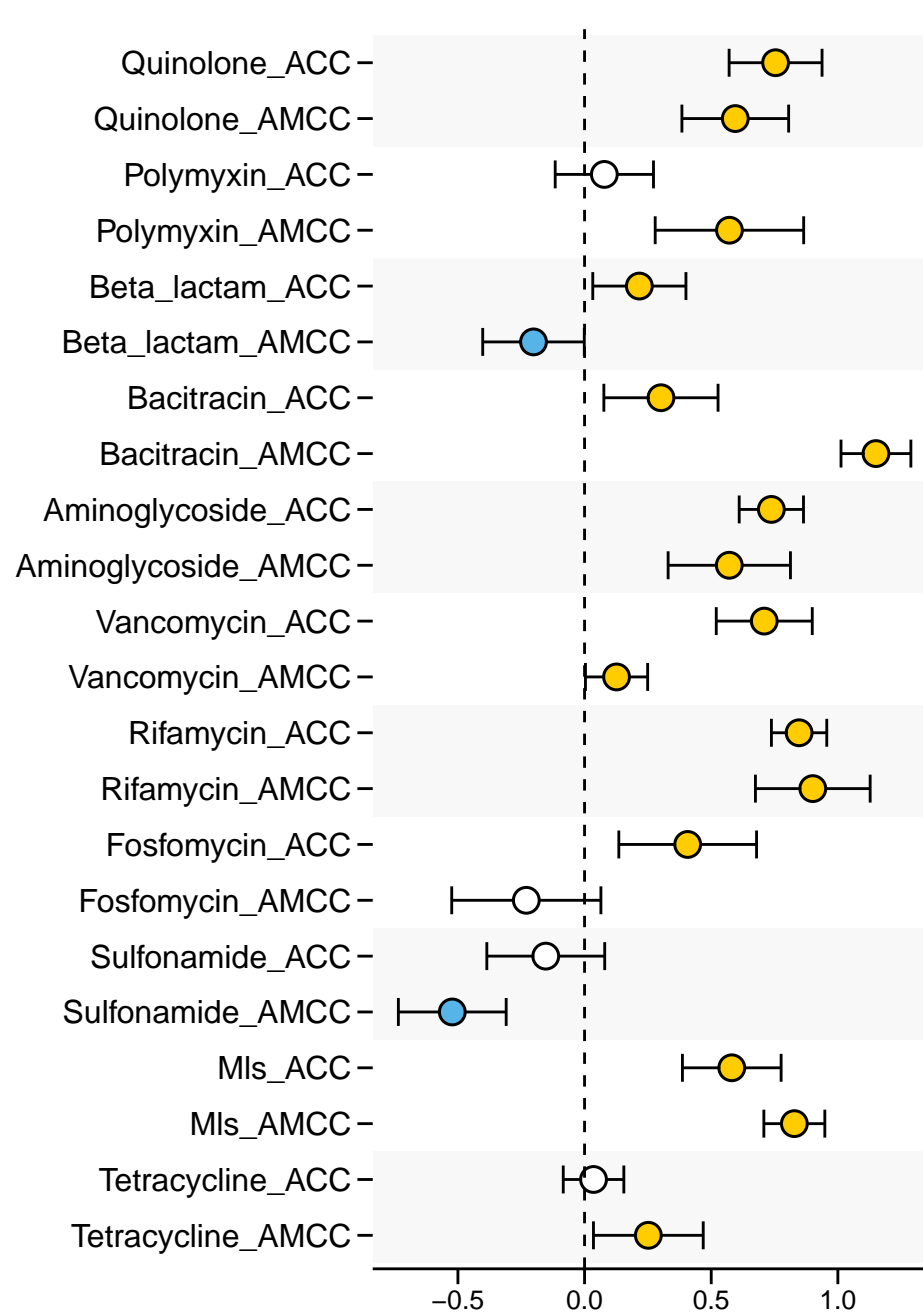 Quinolone_ACC
Quinolone_AMCC
Polymyxin_ACC
Polymyxin_AMCC
Beta_lactam_ACC
Beta_lactam_AMCC
Bacitracin_ACC
Bacitracin_AMCC
Aminoglycoside_ACC
Aminoglycoside_AMCC
Vancomycin_ACC
Vancomycin_AMCC
Rifamycin_ACC
Rifamycin_AMCC
Fosfomycin_ACC
Fosfomycin_AMCC
Sulfonamide_ACC
Sulfonamide_AMCC
Mls_ACC
Mls_AMCC
Tetracycline_ACC
Tetracycline_AMCC
−0.5 0.0 0.5 1.0